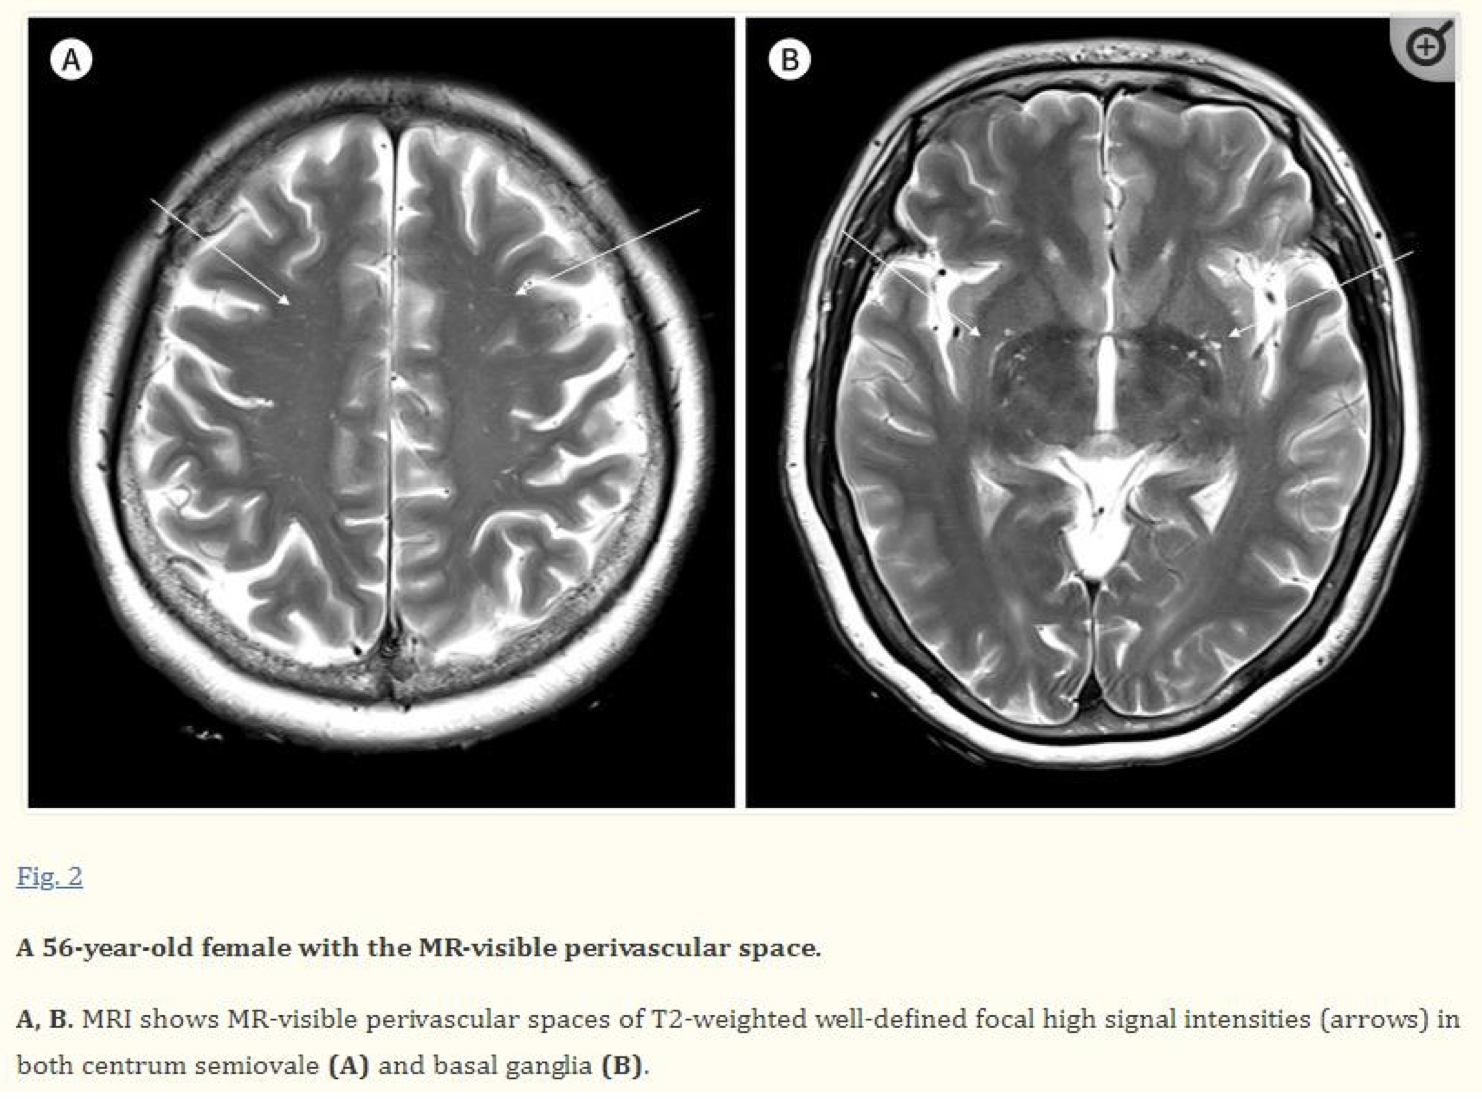 A
B
Fig. 2
A 56-year-old female with the MR-visible perivascular space.
A, B. MRI shows MR-visible perivascular spaces of T2-weighted well-defined focal high signal intensities (arrows) in
both centrum semiovale (A) and basal ganglia (B).